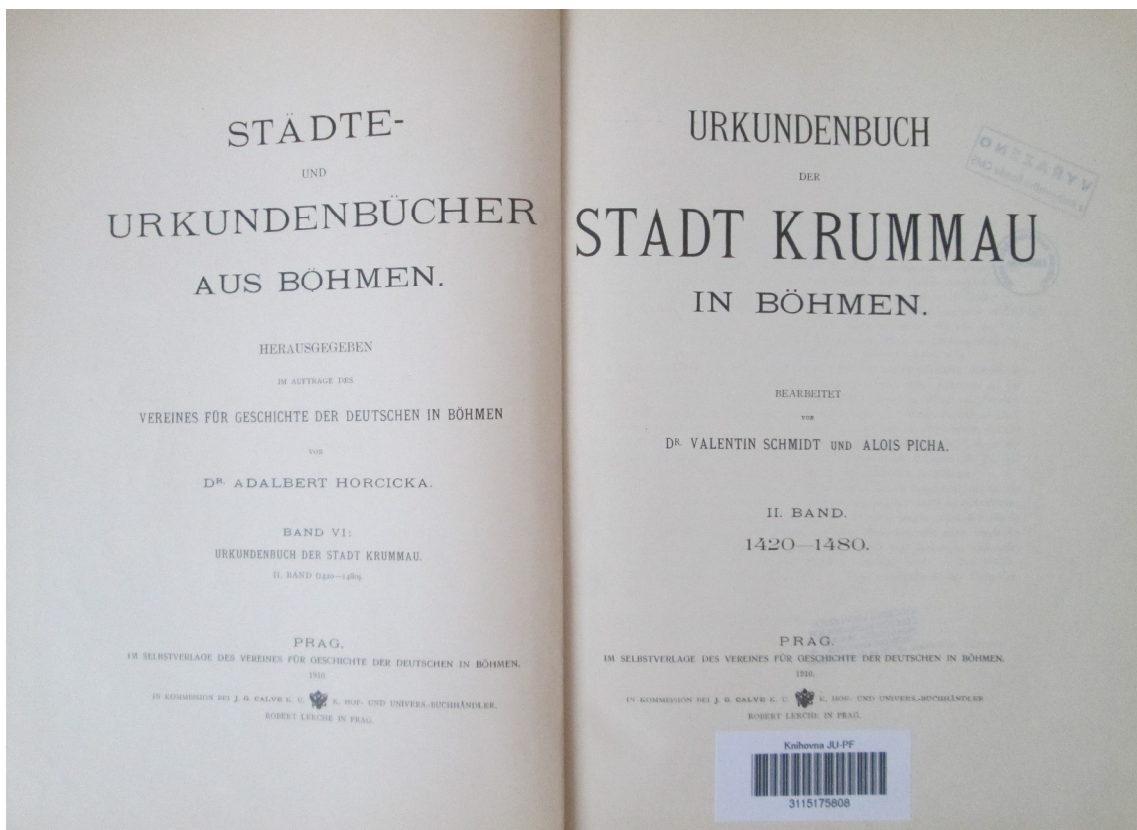 STÄDTE-
UND
URKUNDENBÜCHER
AUS BÖHMEN.
HERAUSGEGEBEN
IM AUFTRAGE DES
VEREINES FÜR GESCHICHTE DER DEUTSCHEN IN BÖHMEN
VON
DR. ADALBERT HORCICKA.
BAND VI:
URKUNDENBUCH DER STADT KRUMMAU.
II. BAND (1420—1480).
PRAG.
IM SELBSTVERLAGE DES VEREINES FÜR GESCHICHTE DER DEUTSCHEN IN BÖHMEN.
1910.
IN KOMMISSION BEI J. G. CALVE K. U. K. HOF- UND UNIVERS.-BUCHHÄNDLER.
ROBERT LERCHE IN PRAG.
URKUNDENBUCH
DER
STADT KRUMMAU
IN BÖHMEN.
BEARBEITET
VON
DR. VALENTIN SCHMIDT UND ALOIS PICHA.
II. BAND.
1420—1480.
PRAG.
IM SELBSTVERLAGE DES VEREINES FÜR GESCHICHTE DER DEUTSCHEN IN BÖHMEN.
1910.
IN KOMMISSION BEI J. G. CALVE K. U. K. HOF- UND UNIVERS.-BUCHHÄNDLER
ROBERT LERCHE IN PRAG.
VYŘAZENO
Knihovna JU-PF
3115175808